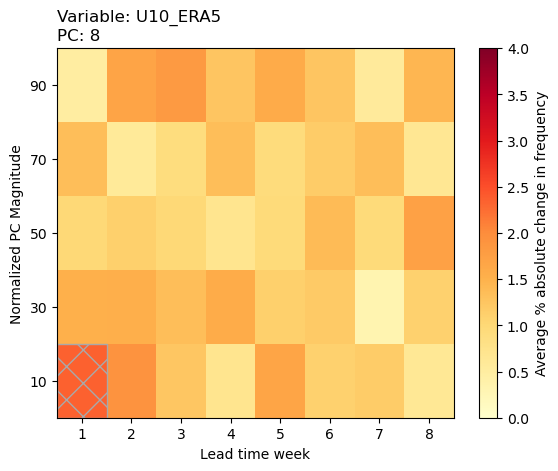 Variable: U10_ERA5
PC: 8
Normalized PC Magnitude
90
70
50
30
10
1 2 3 4 5 6 7 8
Lead time week
4.0
3.5
3.0
2.5
2.0
1.5
1.0
0.5
0.0
Average % absolute change in frequency